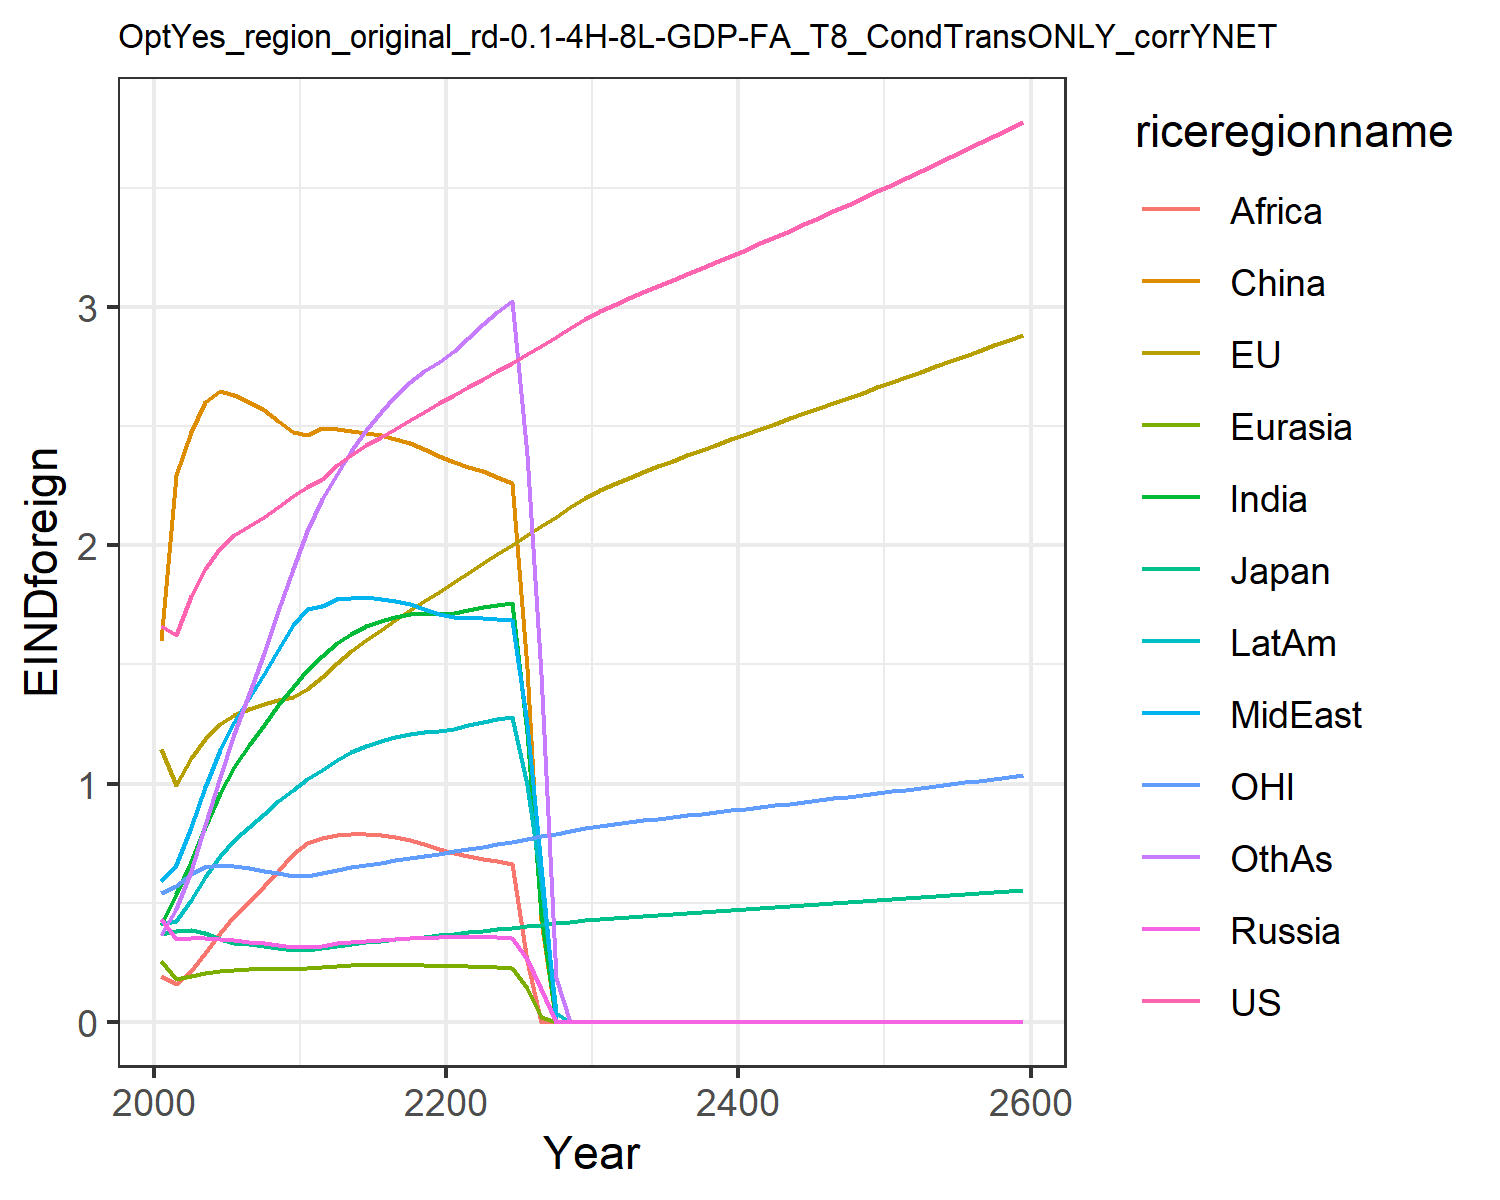 OptYes_region_original_rd-0.1-4H-8L-GDP-FA_T8_CondTransONLY_corrYNET
EINDforeign
3
2
1
0
2000
2200
2400
2600
Year
riceregionname
Africa
China
EU
Eurasia
India
Japan
LatAm
MidEast
OHI
OthAs
Russia
US